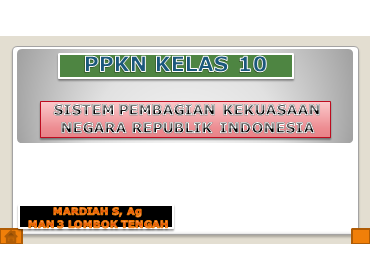 PPKN KELAS 10
SISTEM PEMBAGIAN KEKUASAAN
NEGARA REPUBLIK INDONESIA
MARDIAH S, Ag
MAN 3 LOMBOK TENGAH